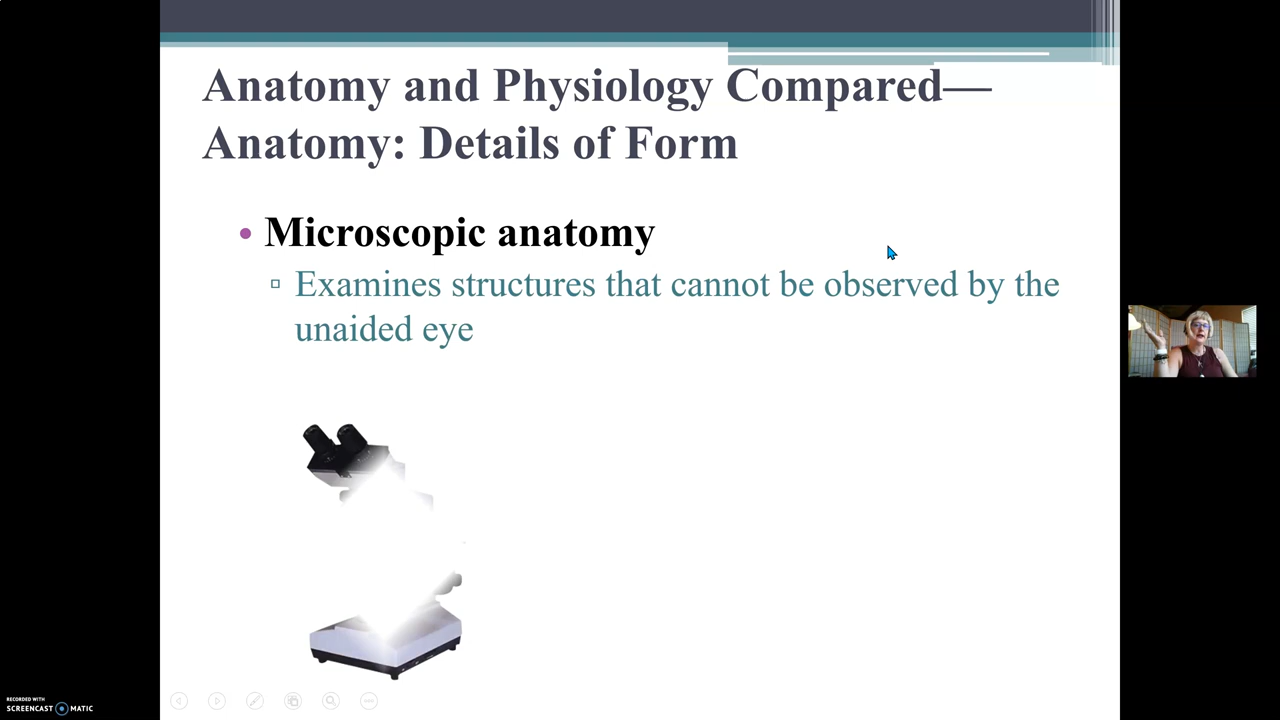 Anatomy and Physiology Compared—
Anatomy: Details of Form
• Microscopic anatomy
▫ Examines structures that cannot be observed by the
unaided eye
RECORDED WITH
SCREENCAST MATIC